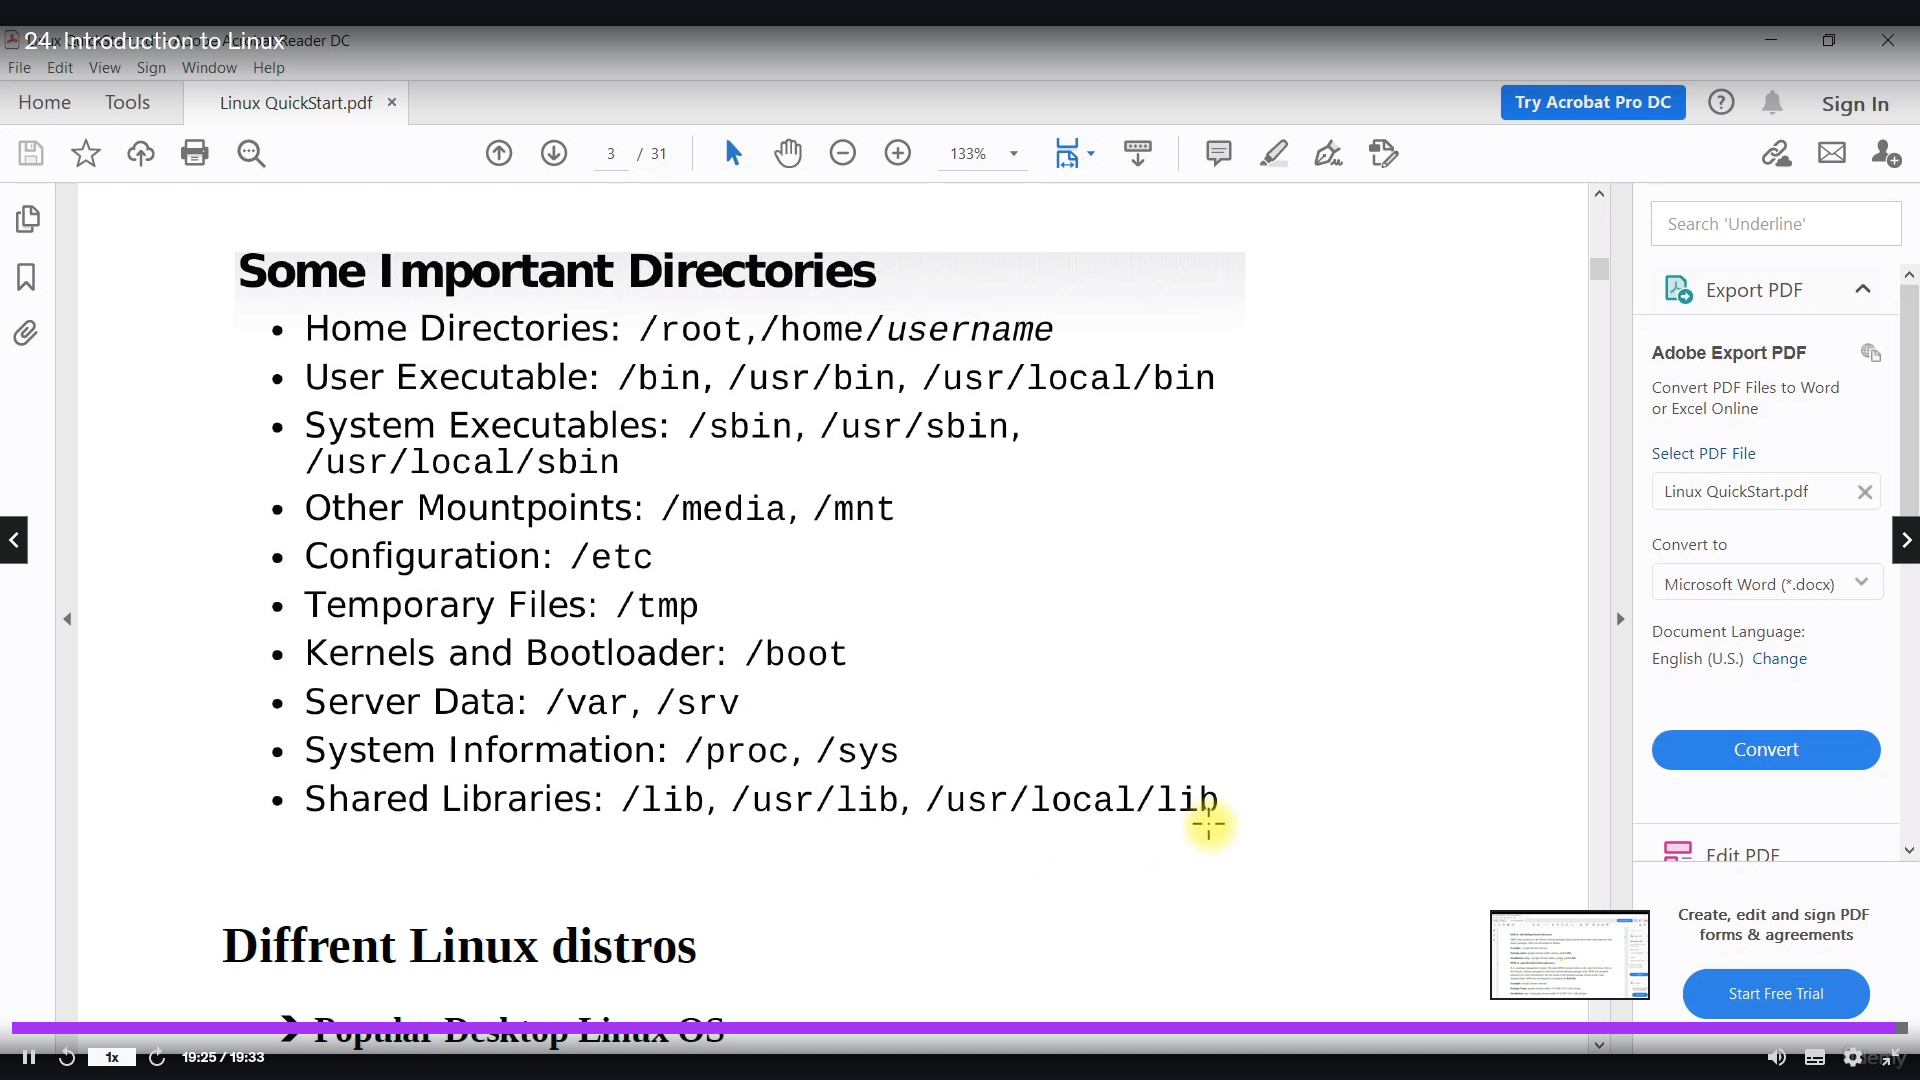 24. Introduction to Linux
Reader DC
File Edit View Sign Window Help
Home Tools Linux QuickStart.pdf
Try Acrobat Pro DC Sign In
3 / 31 133%
Search 'Underline'
Some Important Directories
Export PDF
• Home Directories: /root,/home/username
Adobe Export PDF
• User Executable: /bin, /usr/bin, /usr/local/bin
Convert PDF Files to Word
or Excel Online
• System Executables: /sbin, /usr/sbin,
/usr/local/sbin
Select PDF File
Linux QuickStart.pdf
• Other Mountpoints: /media, /mnt
Convert to
• Configuration: /etc
Microsoft Word (*.docx)
• Temporary Files: /tmp
Document Language:
English (U.S.) Change
• Kernels and Bootloader: /boot
• Server Data: /var, /srv
• System Information: /proc, /sys
Convert
• Shared Libraries: /lib, /usr/lib, /usr/local/lib
Edit PDF
Diffrent Linux distros
Create, edit and sign PDF
forms & agreements
Start Free Trial
Popular Desktop Linux OS
1x 19:25 / 19:33